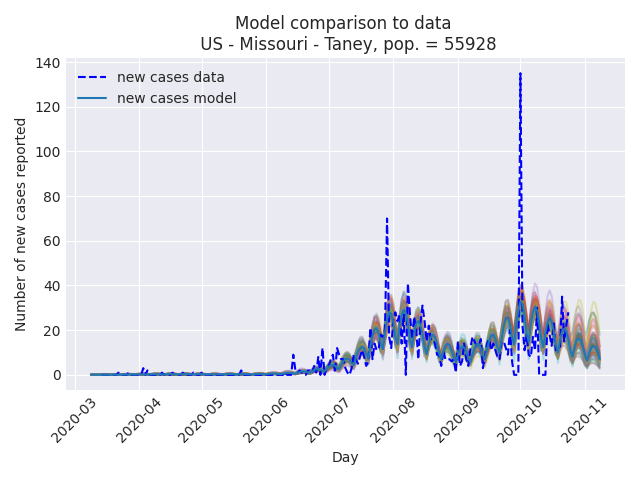 Model comparison to data
US - Missouri - Taney, pop. = 55928
new cases data
new cases model
Number of new cases reported
140
120
100
80
60
40
20
0
2020-03
2020-04
2020-05
2020-06
2020-07
2020-08
2020-09
2020-10
2020-11
Day